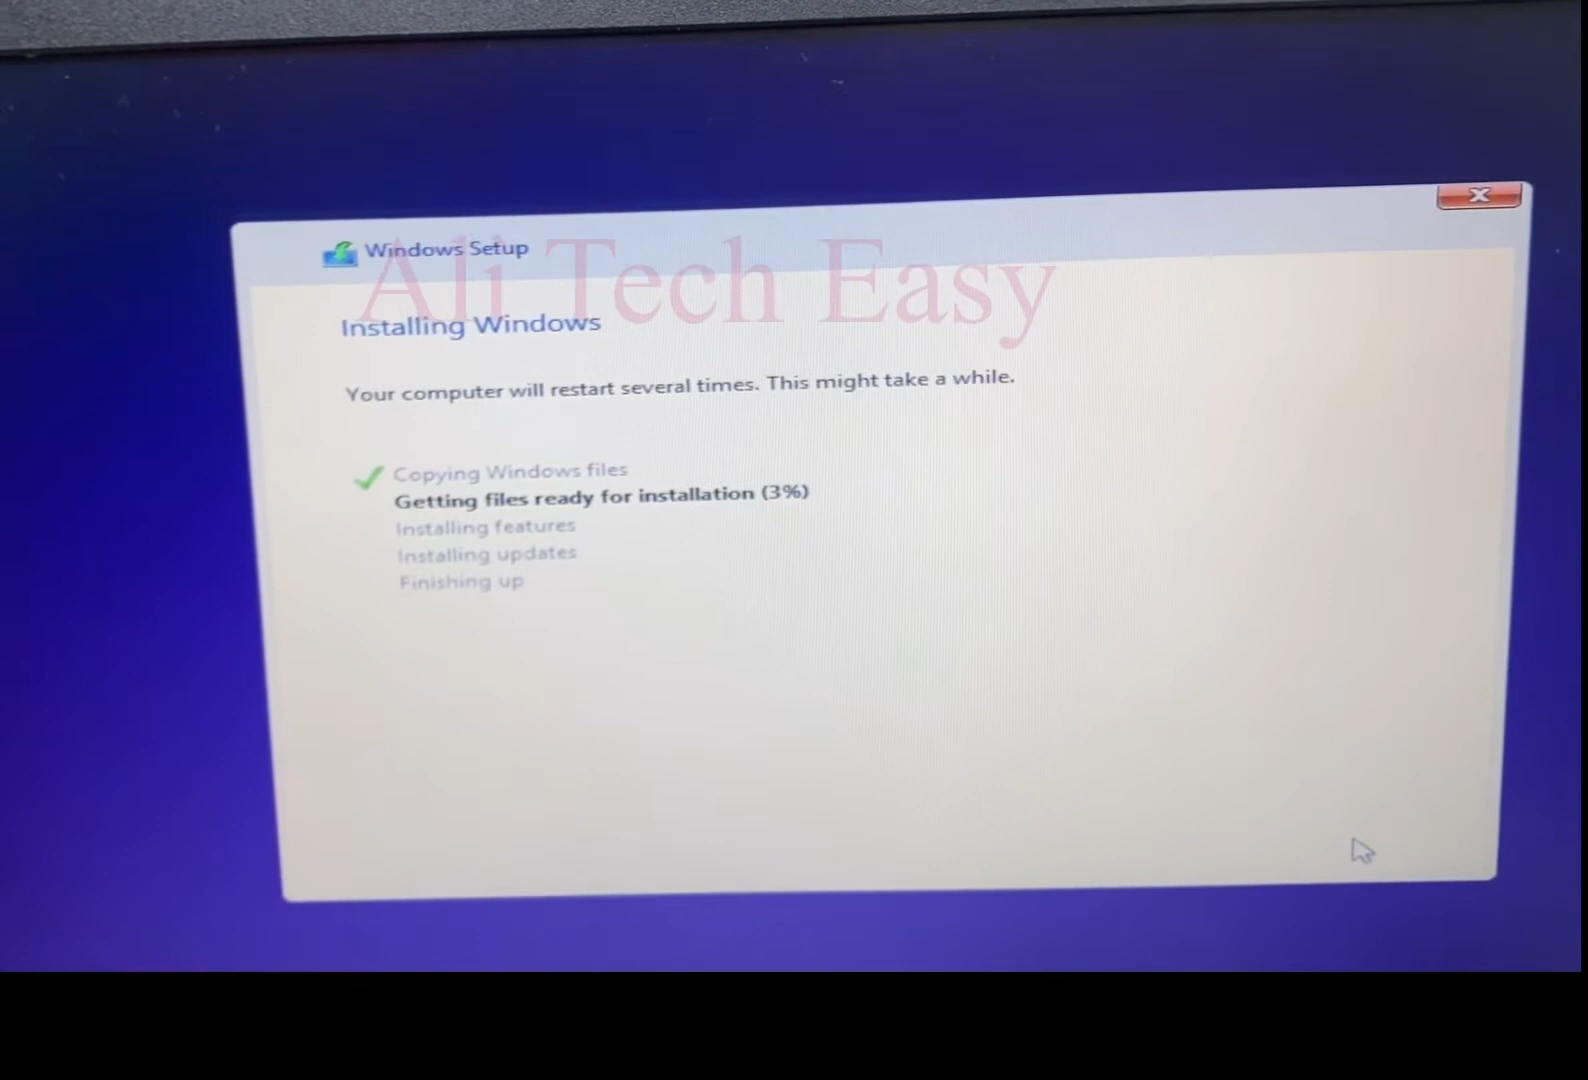 Windows Setup
Ali Tech Easy
Installing Windows
Your computer will restart several times. This might take a while.
Copying Windows files
Getting files ready for installation (3%)
Installing features
Installing updates
Finishing up